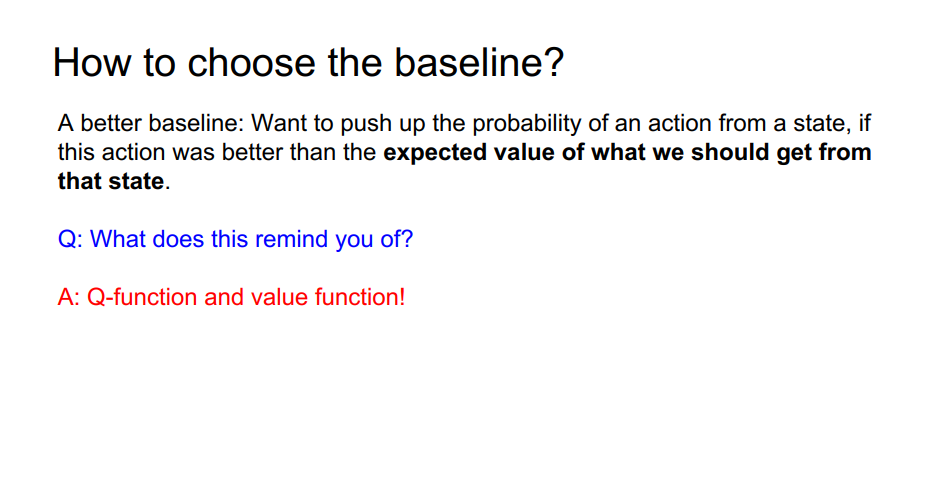 How to choose the baseline?
A better baseline: Want to push up the probability of an action from a state, if
this action was better than the expected value of what we should get from
that state.
Q: What does this remind you of?
A: Q-function and value function!